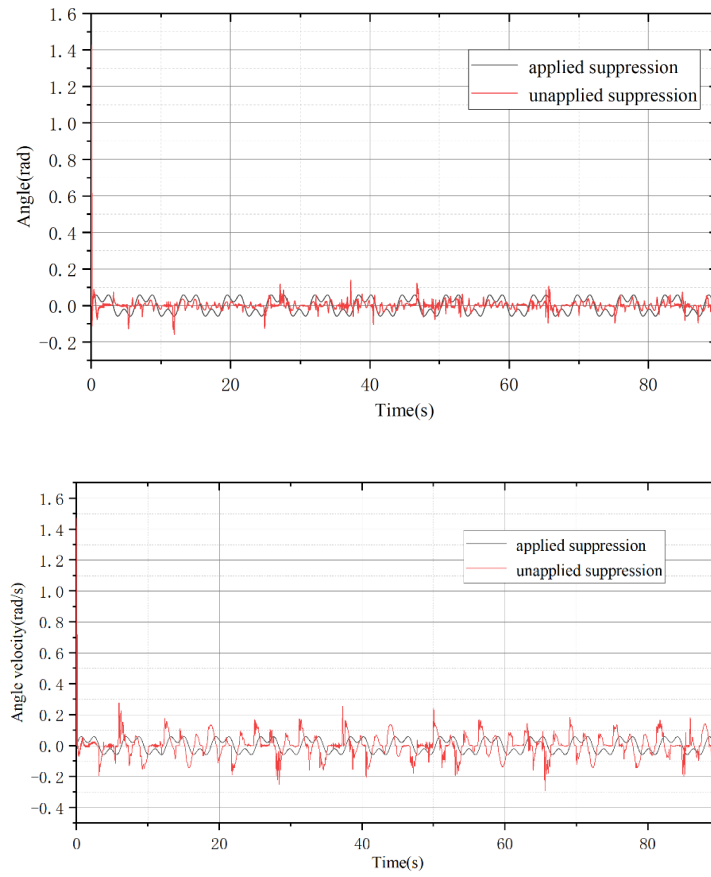 1.6
1.4
1.2
1.0
0.8
0.6
0.4
0.2
0.0
-0.2
Angle(rad)
applied suppression
unapplied suppression
0 20 40 60 80
Time(s)
1.6
1.4
1.2
1.0
0.8
0.6
0.4
0.2
0.0
-0.2
-0.4
Angle velocity(rad/s)
applied suppression
unapplied suppression
0 20 40 60 80
Time(s)